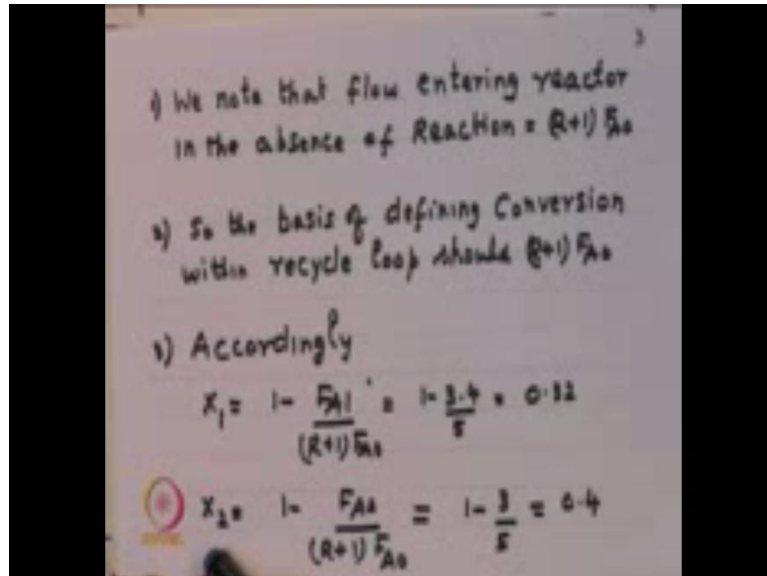 3
1) We note that flow entering reactor
in the absence of Reaction = (R+1) FA0
2) So the basis of defining Conversion
within recycle loop should (R+1) FA0
3) Accordingly
X1 = 1 - FA1 / (R+1) FA0 = 1 - 3.4 / 5 = 0.32
X2 = 1 - FA2 / (R+1) FA0 = 1 - 3 / 5 = 0.4